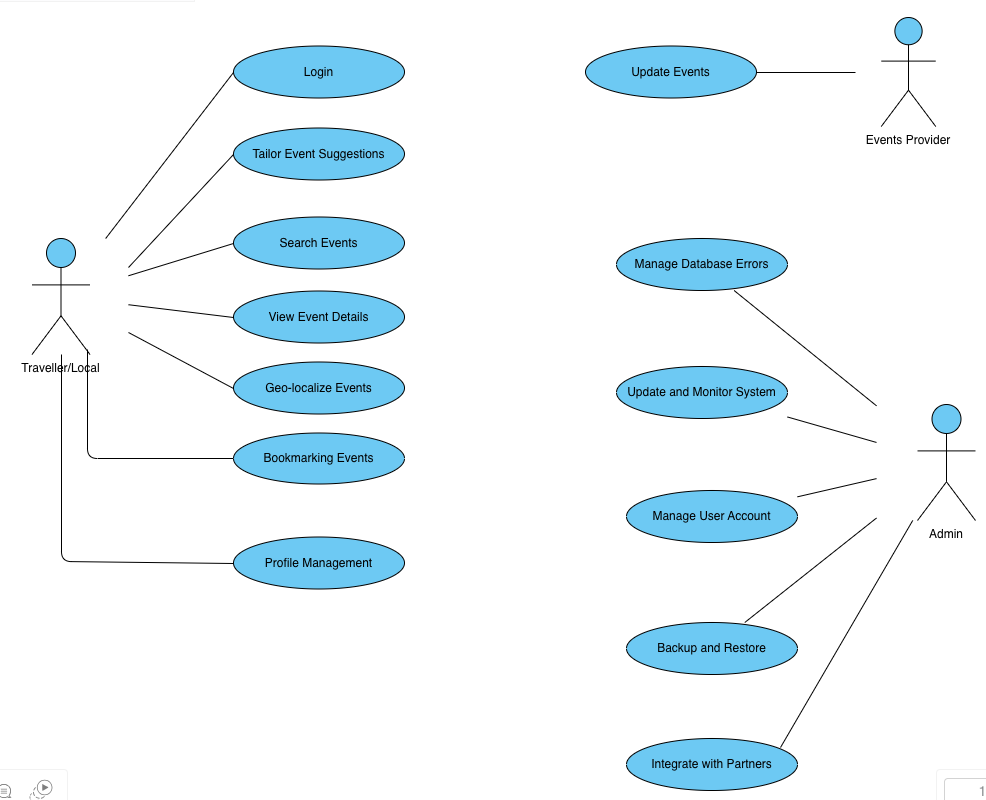 Login
Update Events
Events Provider
Tailor Event Suggestions
Search Events
Manage Database Errors
View Event Details
Traveller/Local
Geo-localize Events
Update and Monitor System
Bookmarking Events
Manage User Account
Admin
Profile Management
Backup and Restore
Integrate with Partners
1